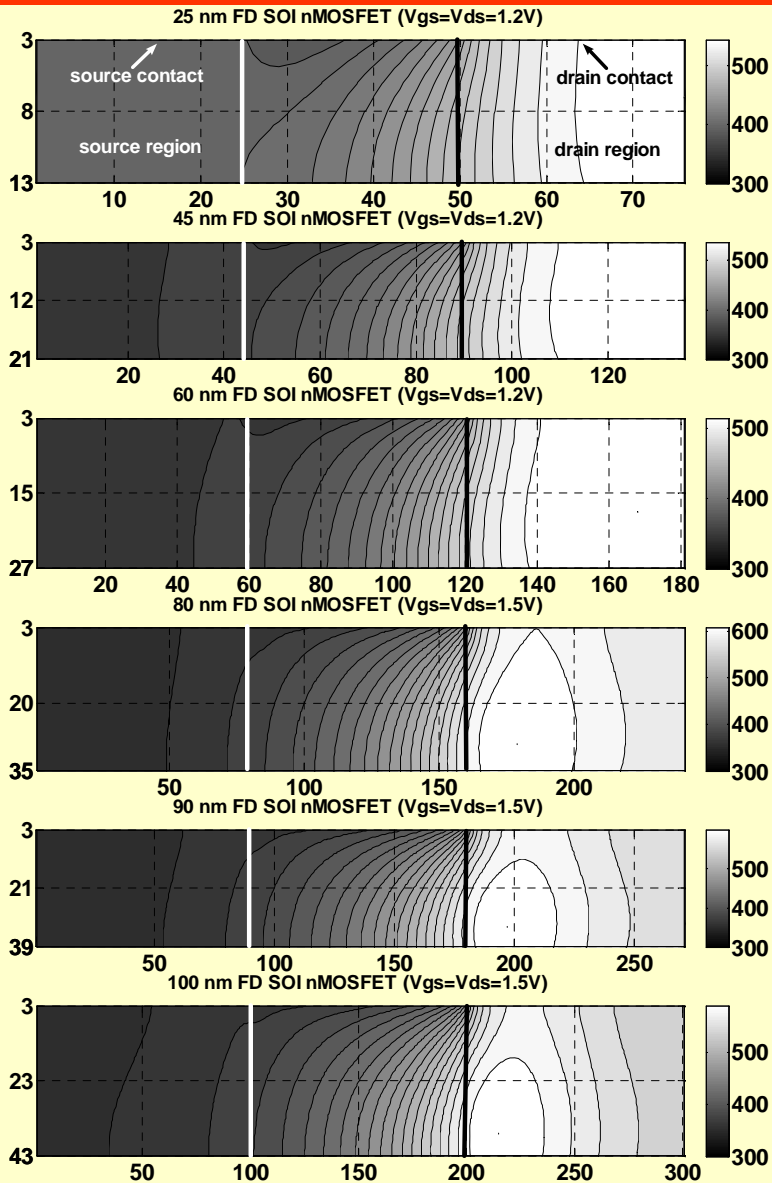 25 nm FD SOI nMOSFET (Vgs=Vds=1.2V)
3
source contact
drain contact
500
8
400
source region
drain region
13
300
10 20 30 40 50 60 70
45 nm FD SOI nMOSFET (Vgs=Vds=1.2V)
3
500
12
400
21
300
20 40 60 80 100 120
60 nm FD SOI nMOSFET (Vgs=Vds=1.2V)
3
500
15
400
27
300
20 40 60 80 100 120 140 160 180
80 nm FD SOI nMOSFET (Vgs=Vds=1.5V)
3
600
500
20
400
35
300
50 100 150 200
90 nm FD SOI nMOSFET (Vgs=Vds=1.5V)
3
500
21
400
39
300
50 100 150 200 250
100 nm FD SOI nMOSFET (Vgs=Vds=1.5V)
3
500
23
400
43
300
50 100 150 200 250 300